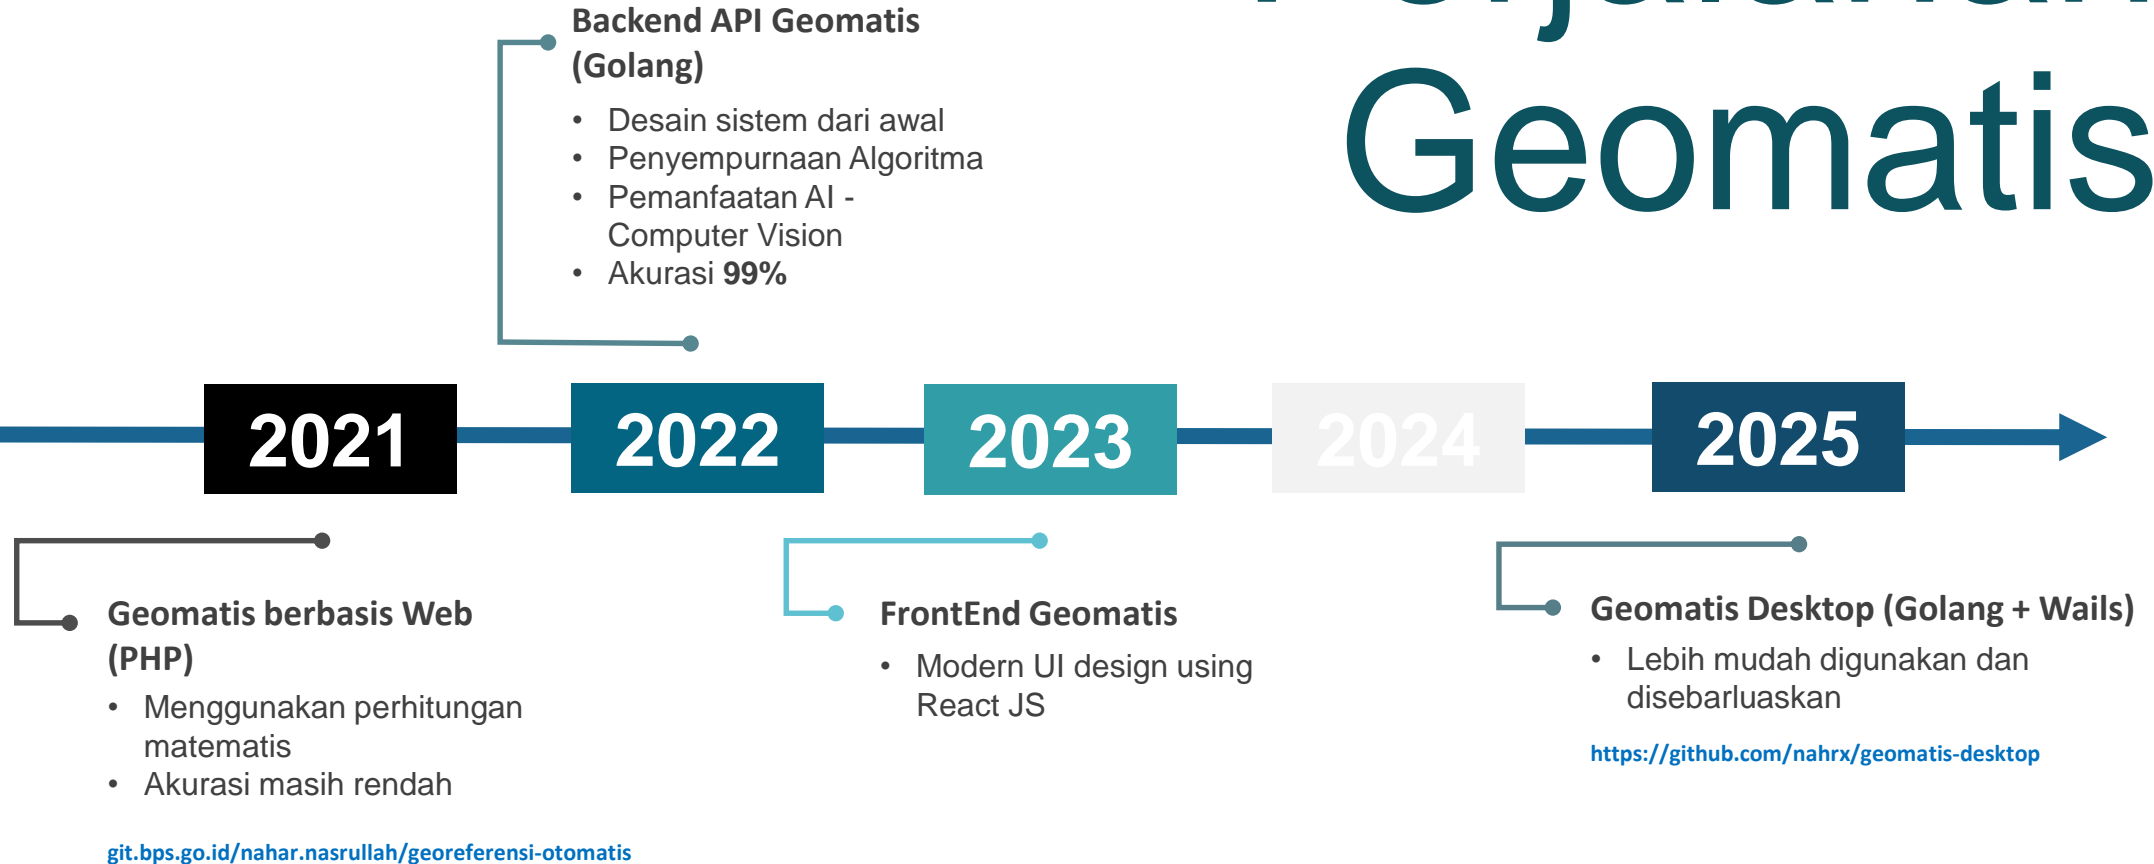 Perjalanan
Geomatis
Backend API Geomatis
(Golang)
• Desain sistem dari awal
• Penyempurnaan Algoritma
• Pemanfaatan AI -
Computer Vision
• Akurasi 99%
2021
2022
2023
2024
2025
Geomatis berbasis Web
(PHP)
• Menggunakan perhitungan
matematis
• Akurasi masih rendah
git.bps.go.id/nahar.nasrullah/georeferensi-otomatis
FrontEnd Geomatis
• Modern UI design using
React JS
Geomatis Desktop (Golang + Wails)
• Lebih mudah digunakan dan
disebarluaskan
https://github.com/nahrx/geomatis-desktop